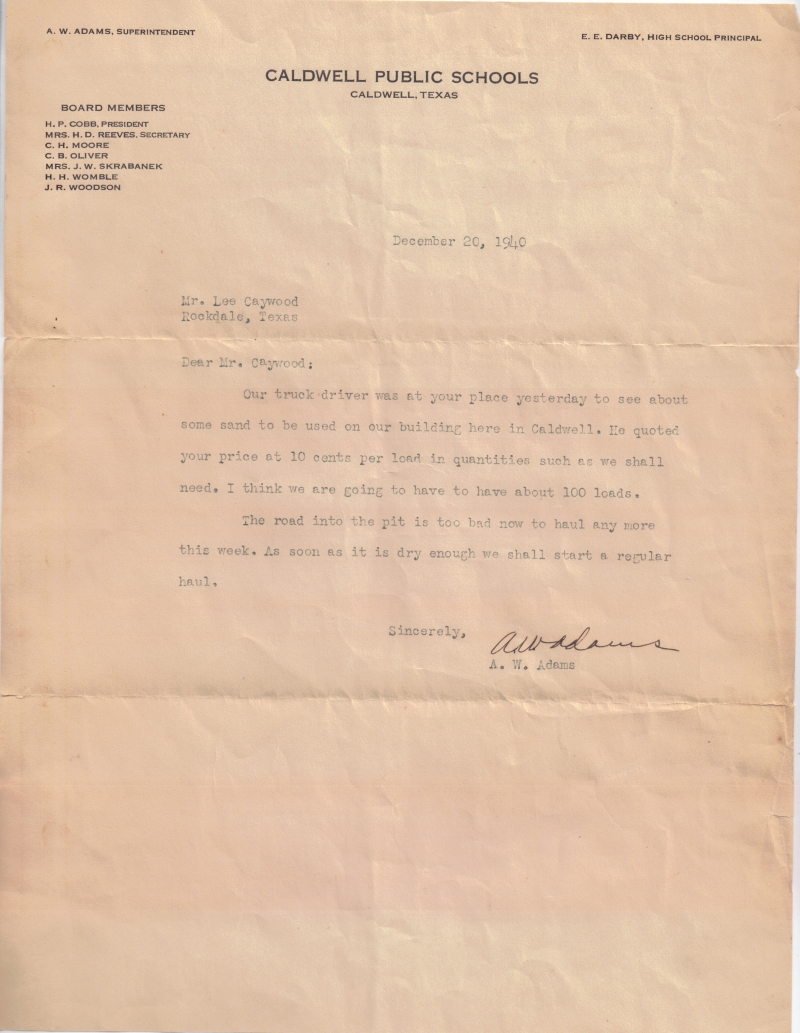 A. W. ADAMS, SUPERINTENDENT
E. E. DARBY, HIGH SCHOOL PRINCIPAL
CALDWELL PUBLIC SCHOOLS
CALDWELL, TEXAS
BOARD MEMBERS
H. P. COBB, PRESIDENT
MRS. H. D. REEVES, SECRETARY
C. H. MOORE
C. B. OLIVER
MRS. J. W. SKRABANEK
H. H. WOMBLE
J. R. WOODSON
December 20, 1940
Mr. Lee Caywood
Rockdale, Texas
Dear Mr. Caywood;
Our truck driver was at your place yesterday to see about
some sand to be used on our building here in Caldwell. He quoted
your price at 10 cents per load in quantities such as we shall
need. I think we are going to have to have about 100 loads.
The road into the pit is too bad now to haul any more
this week. As soon as it is dry enough we shall start a regular
haul.
Sincerely,
A W Adams
A. W. Adams